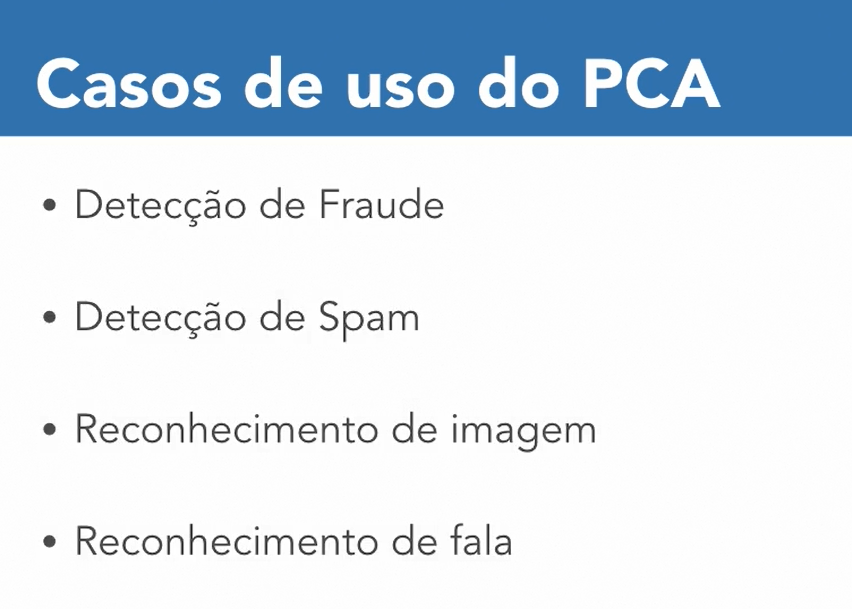 Casos de uso do PCA
• Detecção de Fraude
• Detecção de Spam
• Reconhecimento de imagem
• Reconhecimento de fala